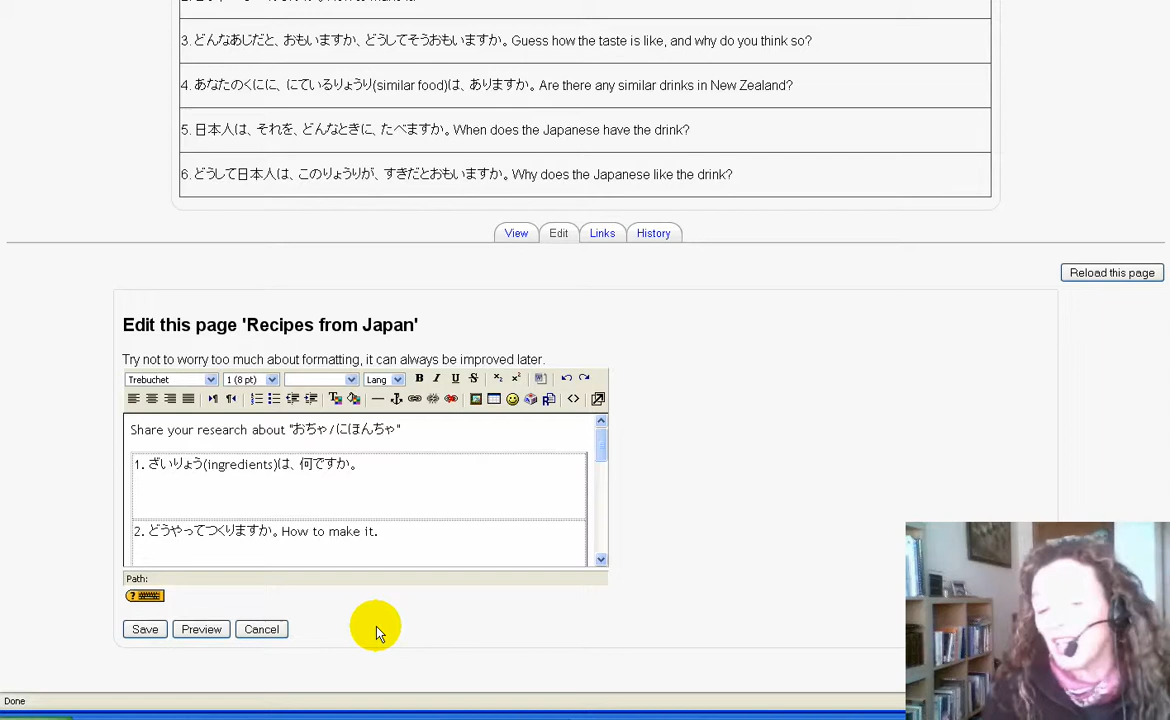 3. どんなあじだと、おもいますか、どうしてそうおもいますか。Guess how the taste is like, and why do you think so?
4. あなたのくにに、にているりょうり(similar food)は、ありますか。Are there any similar drinks in New Zealand?
5. 日本人は、それを、どんなときに、たべますか。When does the Japanese have the drink?
6. どうして日本人は、このりょうりが、すきだとおもいますか。Why does the Japanese like the drink?
View Edit Links History
Reload this page
Edit this page 'Recipes from Japan'
Try not to worry too much about formatting, it can always be improved later.
Trebuchet 1 (8 pt) Lang B I U S
Share your research about "おちゃ/にほんちゃ"
1. ざいりょう(ingredients)は、何ですか。
2. どうやってつくりますか。How to make it.
Path:
Save Preview Cancel
Done